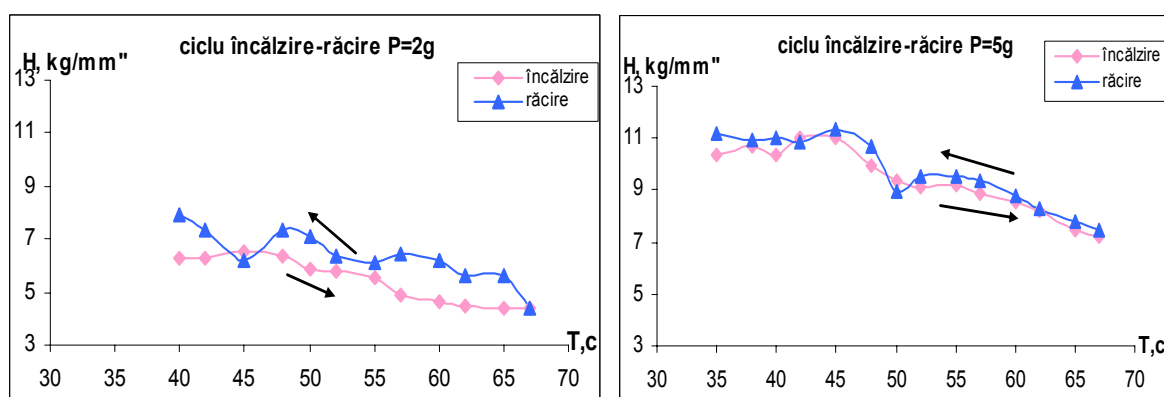 ciclu încălzire-răcire P=2g
H, kg/mm"
încălzire
răcire
13
11
9
7
5
3
T,c
30 40 45 50 55 60 65 70
ciclu încălzire-răcire P=5g
H, kg/mm"
încălzire
răcire
13
11
9
7
5
3
T,c
30 35 40 45 50 55 60 65 70